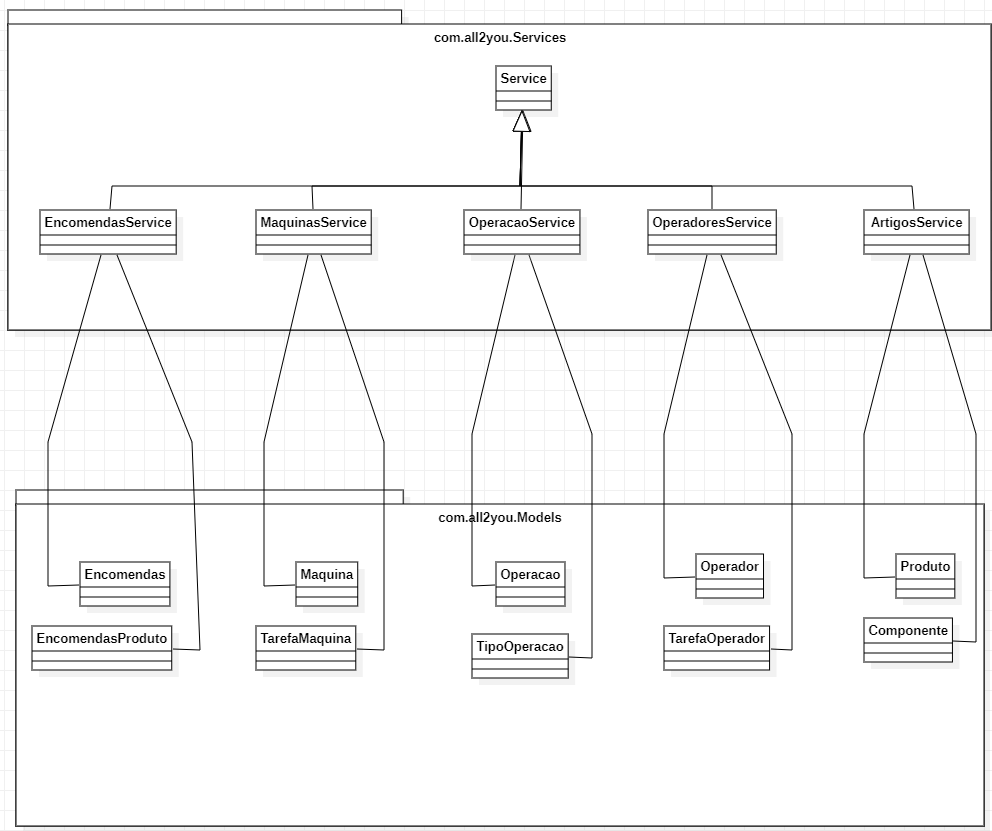 com.all2you.Services
Service
EncomendasService
MaquinasService
OperacaoService
OperadoresService
ArtigosService
com.all2you.Models
Encomendas
Maquina
Operacao
Operador
Produto
EncomendasProduto
TarefaMaquina
TipoOperacao
TarefaOperador
Componente